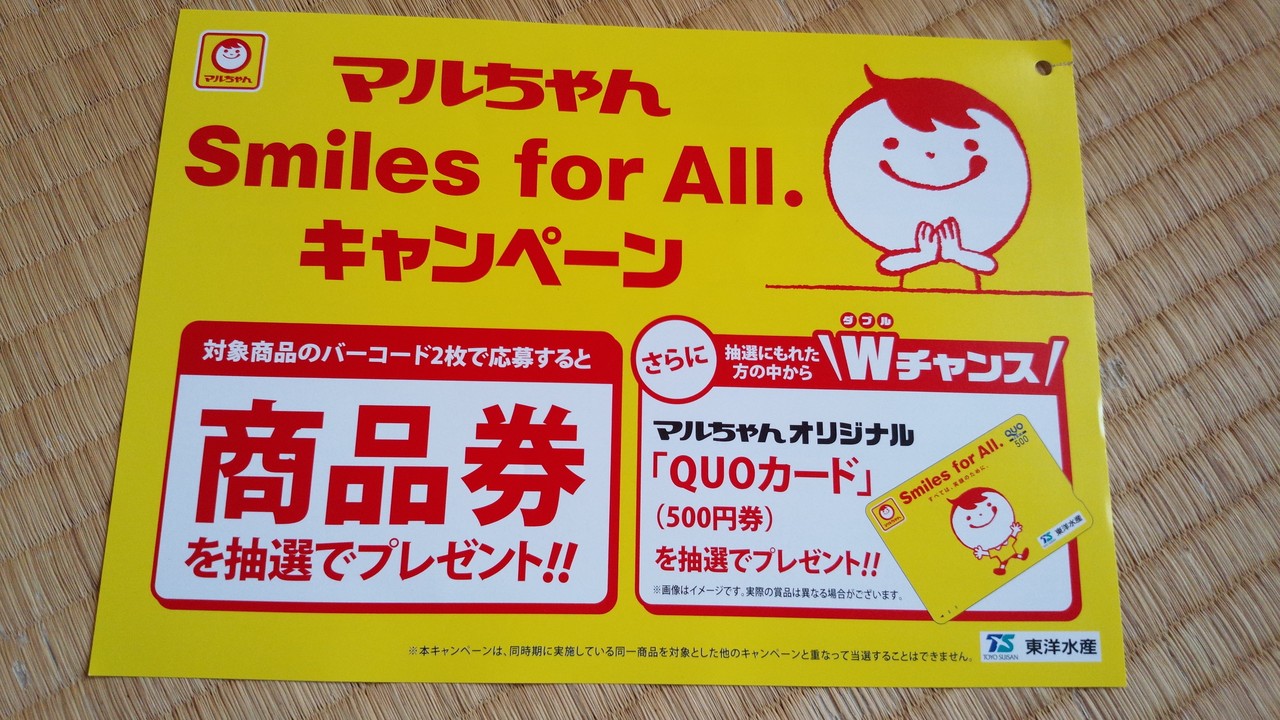 マルちゃん
マルちゃん
Smiles for All.
キャンペーン
対象商品のバーコード2枚で応募すると
商品券
を抽選でプレゼント!!
さらに
抽選にもれた
方の中から
ダブル
Wチャンス
マルちゃんオリジナル
「QUOカード」
(500円券)
を抽選でプレゼント!!
※画像はイメージです。実際の賞品は異なる場合がございます。
QUO
500
Smiles for All.
すべては、笑顔のために。
東洋水産
※本キャンペーンは、同時期に実施している同一商品を対象とした他のキャンペーンと重なって当選することはできません。
TS
TOYO SUISAN
東洋水産